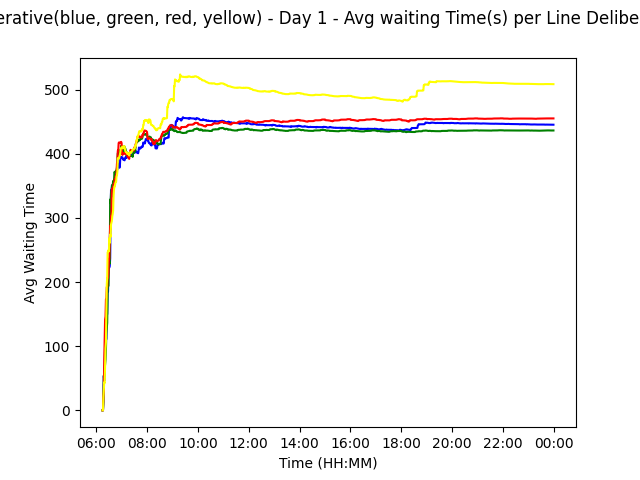 (blue, green, red, yellow) - Day 1 - Avg waiting Time(s) per Line
500
400
300
200
100
0
Avg Waiting Time
06:00 08:00 10:00 12:00 14:00 16:00 18:00 20:00 22:00 00:00
Time (HH:MM)